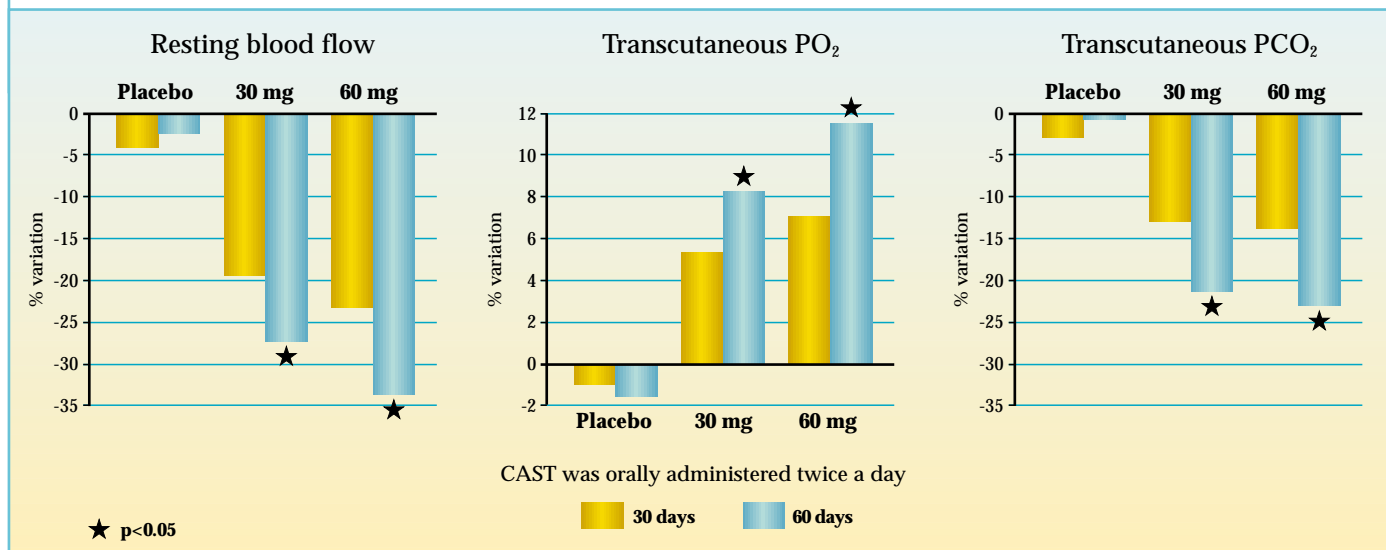 Resting blood flow
Placebo 30 mg 60 mg
% variation
0
-5
-10
-15
-20
-25
-30
-35
Transcutaneous PO₂
% variation
12
10
8
6
4
2
0
-2
Placebo 30 mg 60 mg
Transcutaneous PCO₂
Placebo 30 mg 60 mg
% variation
0
-5
-10
-15
-20
-25
-30
-35
CAST was orally administered twice a day
30 days 60 days
★ p<0.05